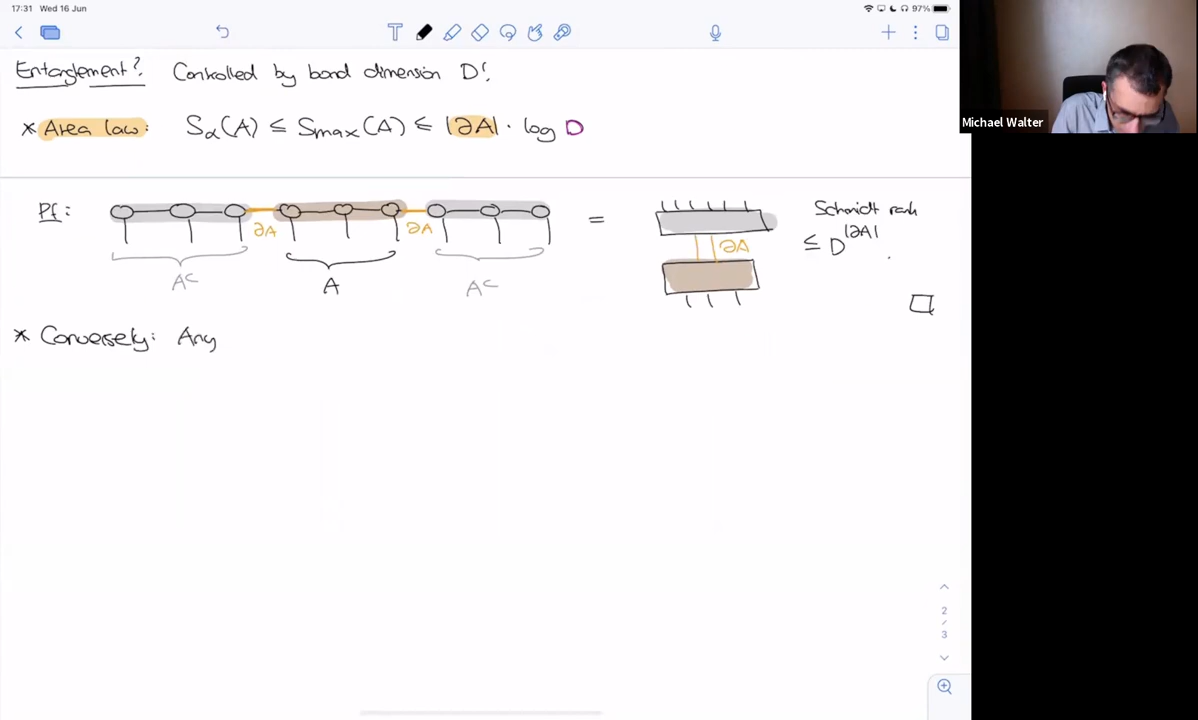 17:31 Wed 16 Jun
97%
Entanglement? Controlled by bond dimension D!
Michael Walter
* Area law: Sα(A) ≤ Smax(A) ≤ |∂A| · log D
Pf:
∂A
∂A
A^c
A
A^c
=
∂A
Schmidt rank
≤ D^|∂A|
* Conversely: Any
2
/
3